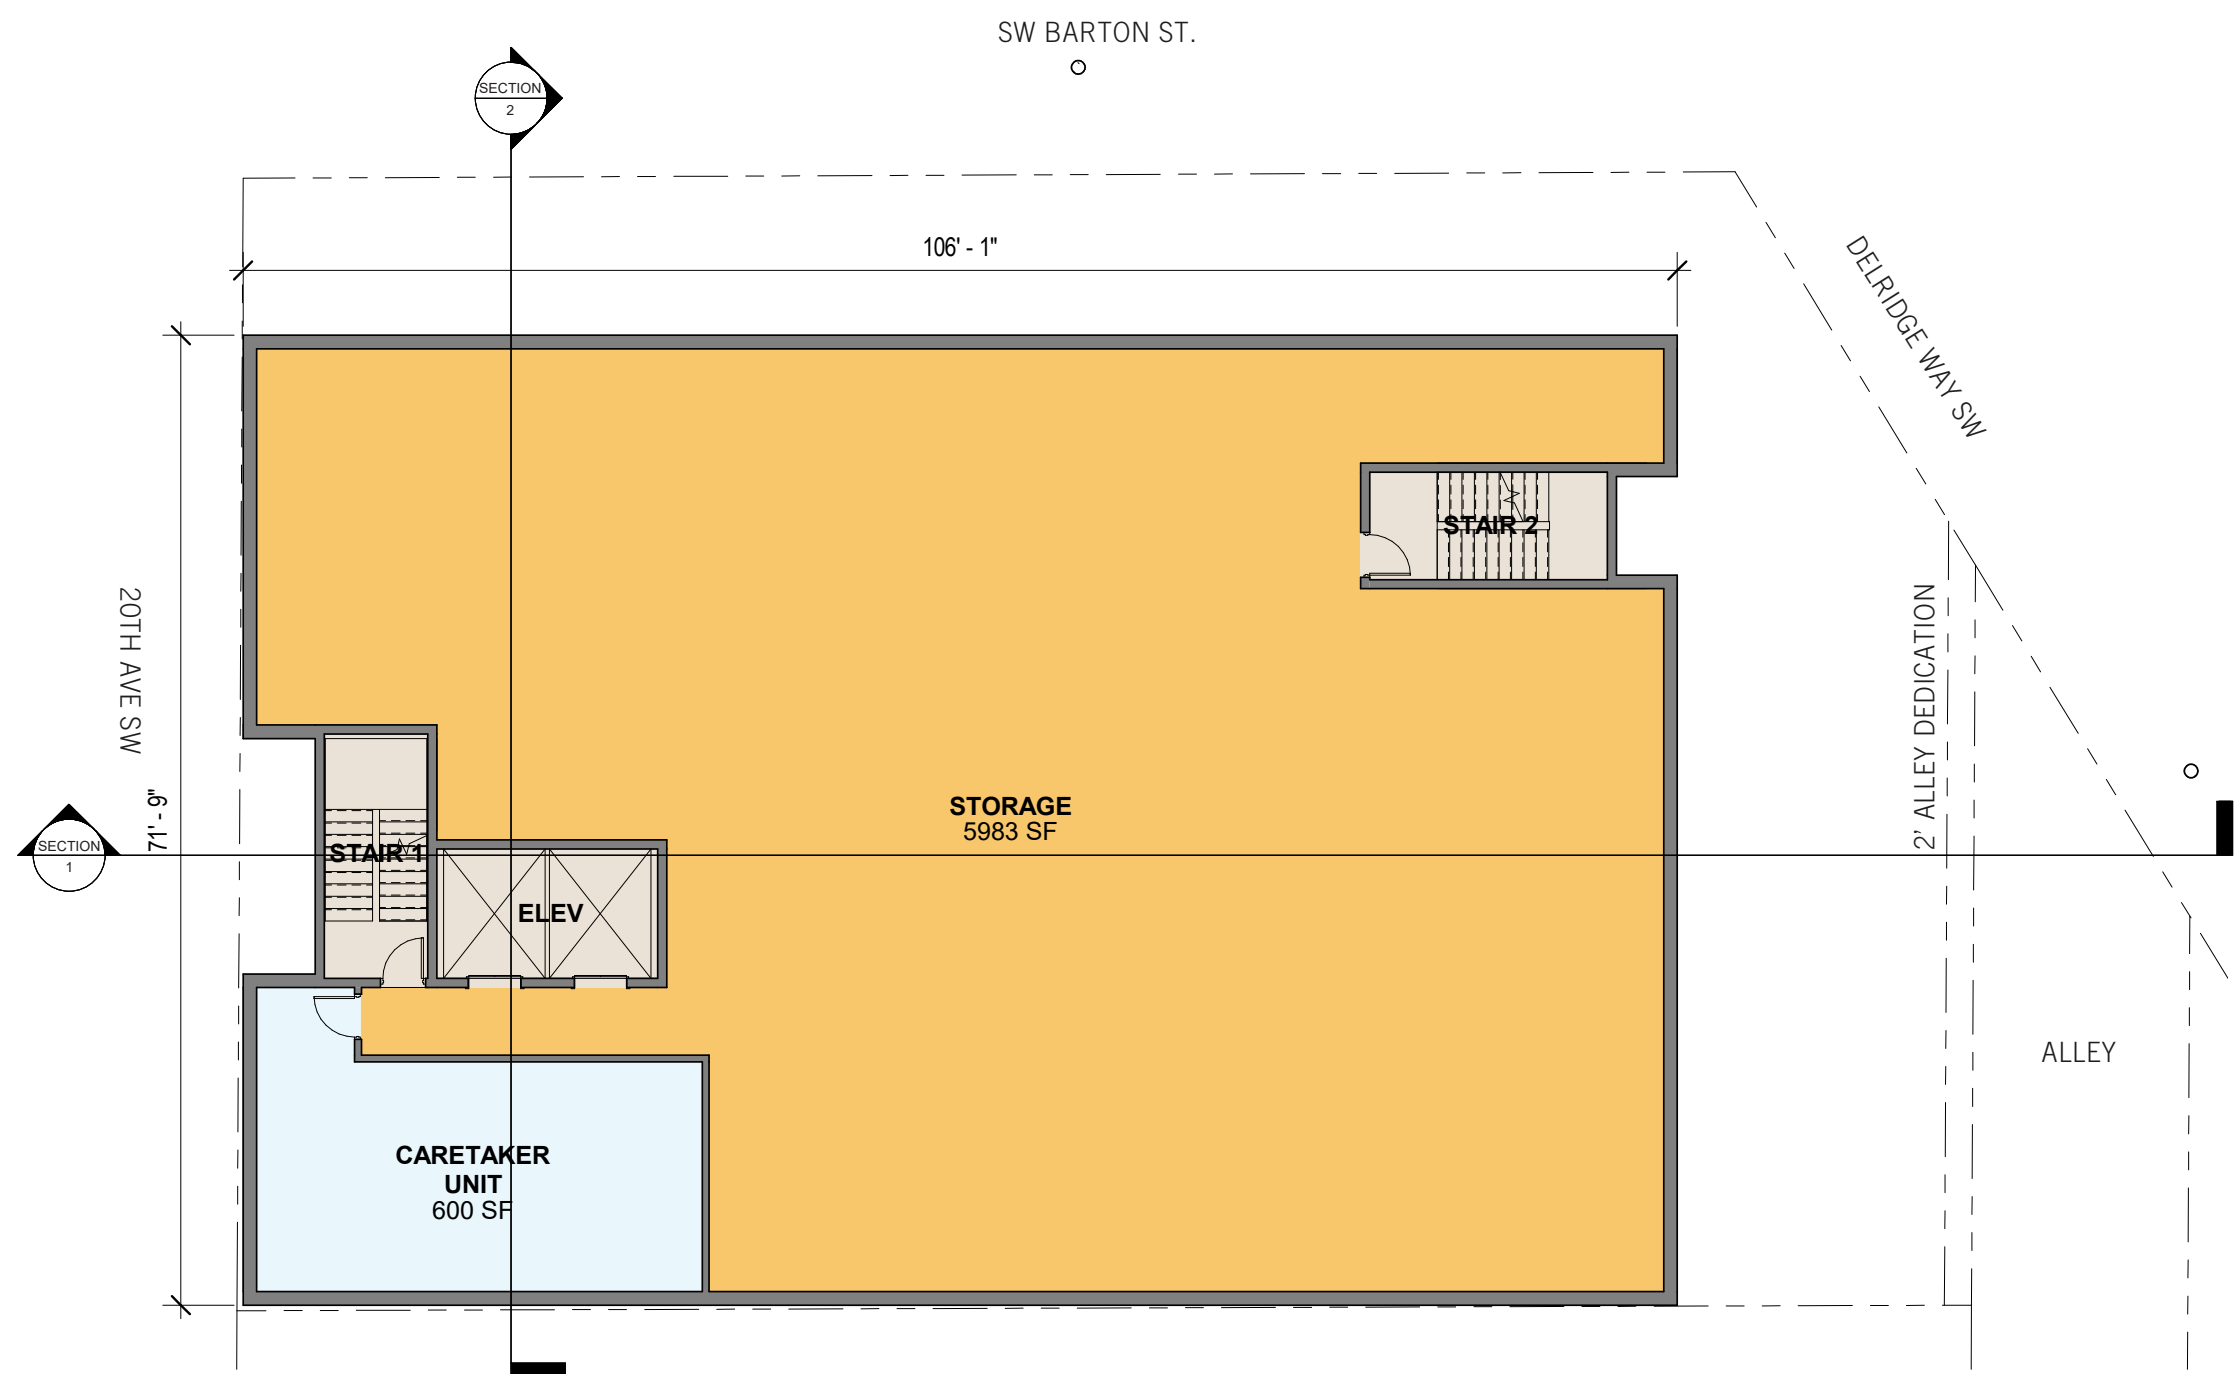 SW BARTON ST.
SECTION
2
106' - 1"
DELRIDGE WAY SW
STAIR 2
20TH AVE SW
2' ALLEY DEDICATION
71' - 9"
STORAGE
5983 SF
SECTION
1
STAIR 1
ELEV
ALLEY
CARETAKER
UNIT
600 SF